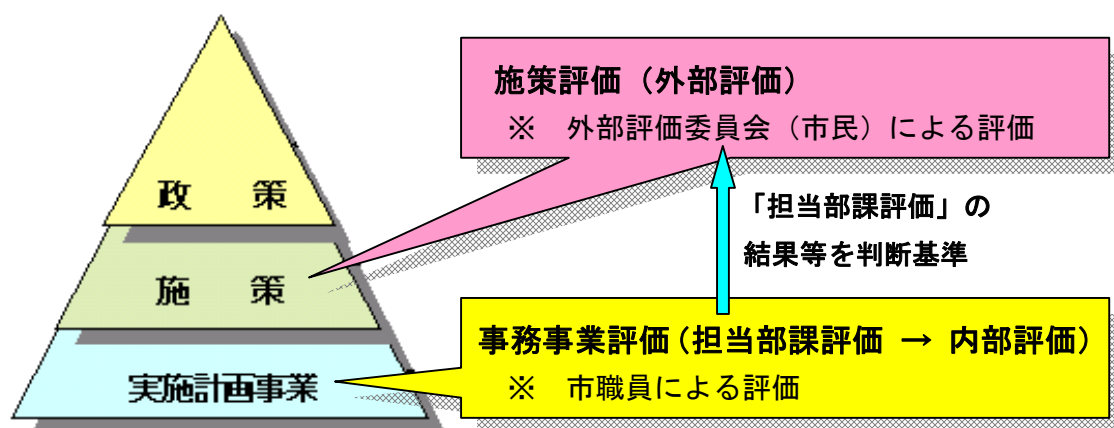 政　策
施　策
実施計画事業
施策評価（外部評価）
※　外部評価委員会（市民）による評価
「担当部課評価」の
結果等を判断基準
事務事業評価（担当部課評価 → 内部評価）
※　市職員による評価